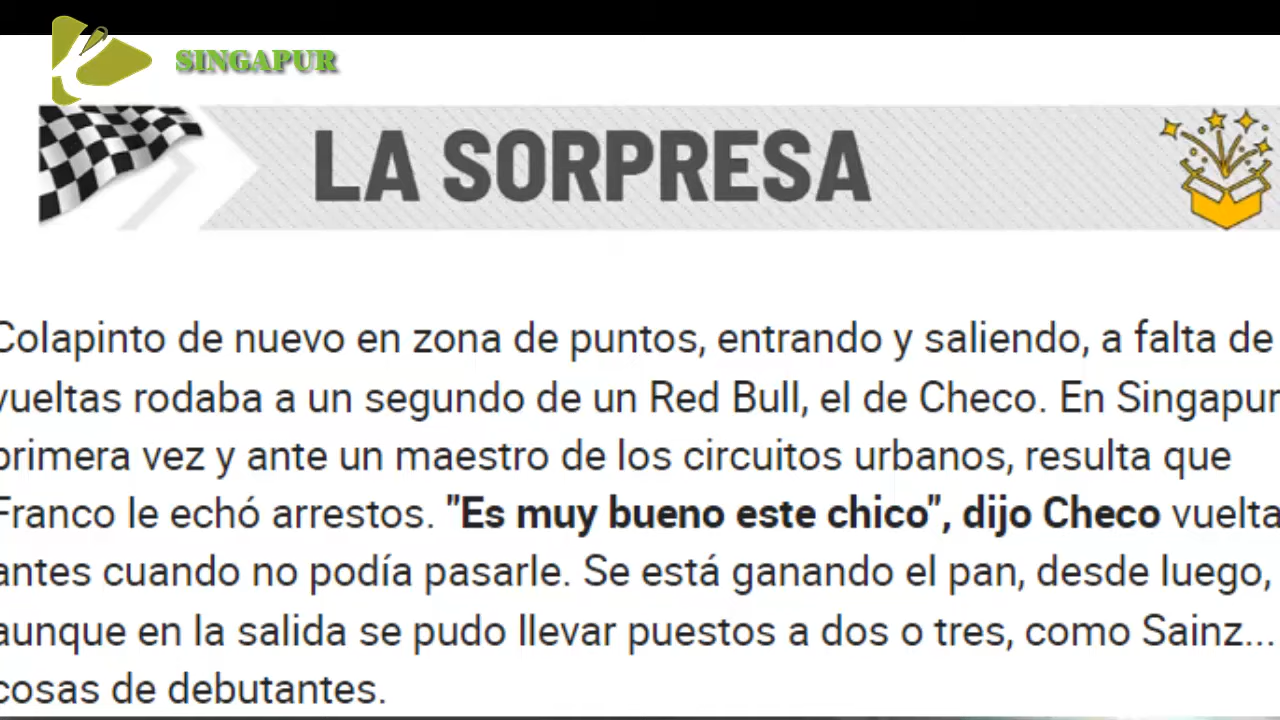 SINGAPUR
LA SORPRESA
Colapinto de nuevo en zona de puntos, entrando y saliendo, a falta de
vueltas rodaba a un segundo de un Red Bull, el de Checo. En Singapur
primera vez y ante un maestro de los circuitos urbanos, resulta que
Franco le echó arrestos. "Es muy bueno este chico", dijo Checo vuelta
antes cuando no podía pasarle. Se está ganando el pan, desde luego,
aunque en la salida se pudo llevar puestos a dos o tres, como Sainz...
cosas de debutantes.